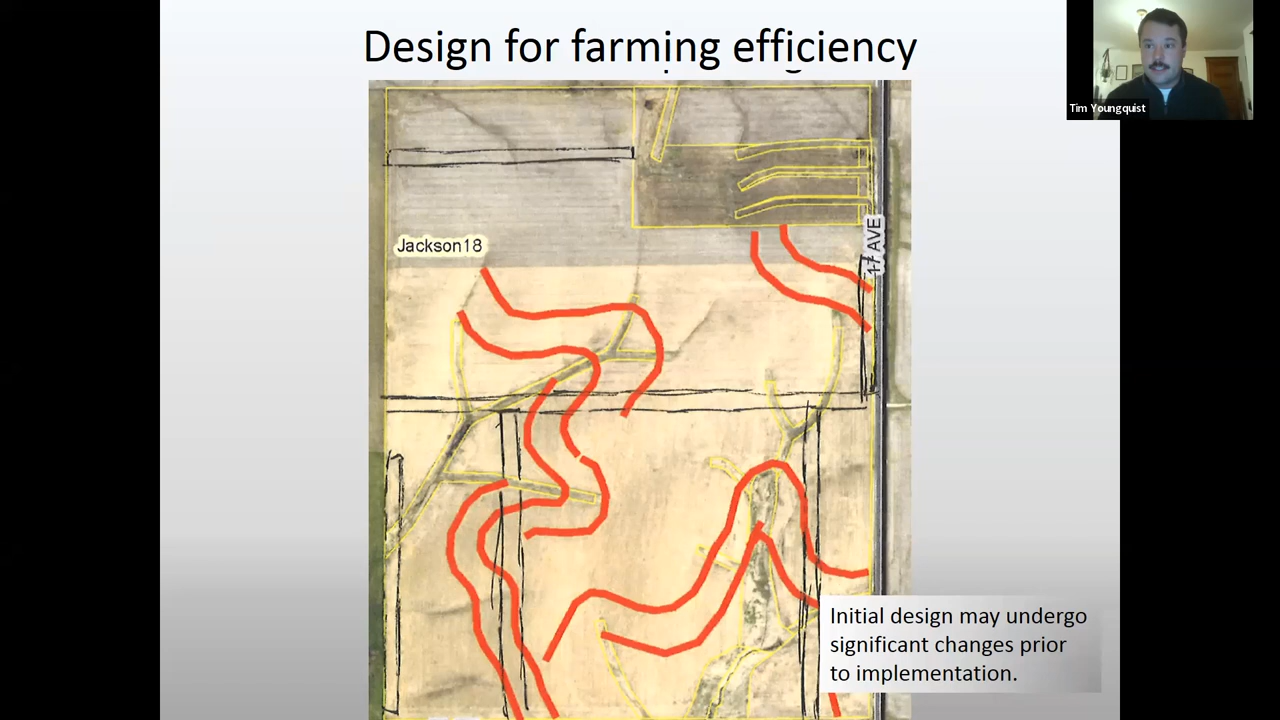 Design for farming efficiency
Tim Youngquist
Jackson18
17 AVE
Initial design may undergo
significant changes prior
to implementation.